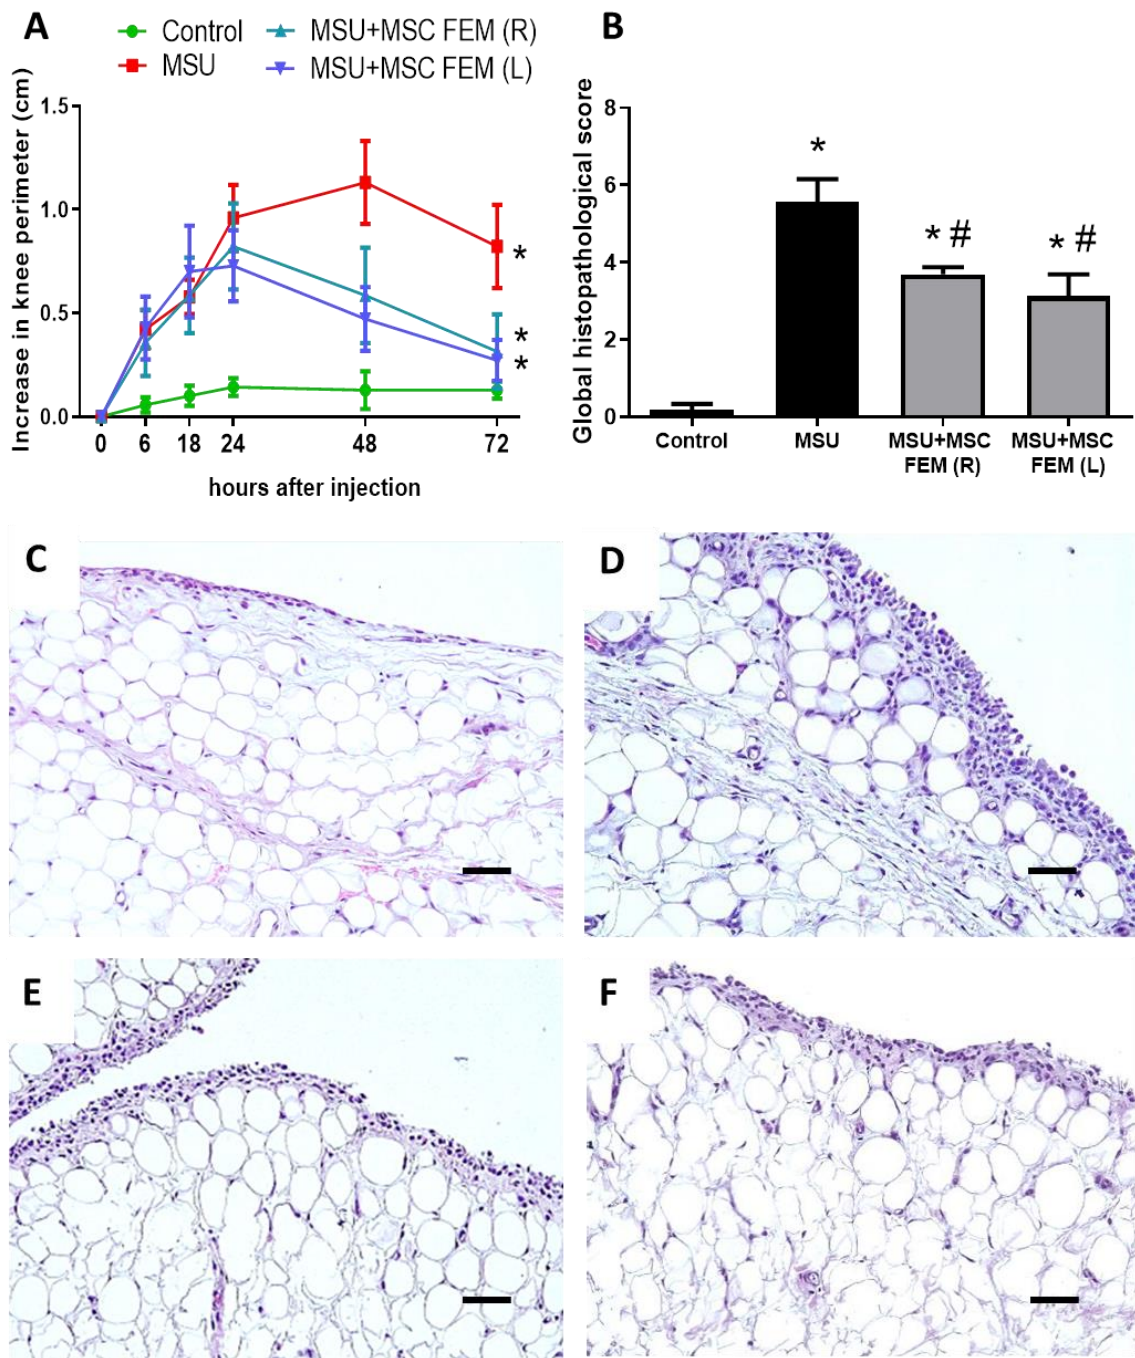 A
Control
MSU
MSU+MSC FEM (R)
MSU+MSC FEM (L)
Increase in knee perimeter (cm)
1.5
1.0
0.5
0.0
0 6 18 24 48 72
*
*
*
hours after injection
B
Global histopathological score
8
6
4
2
0
*
* #
* #
Control
MSU
MSU+MSC
FEM (R)
MSU+MSC
FEM (L)
C
D
E
F